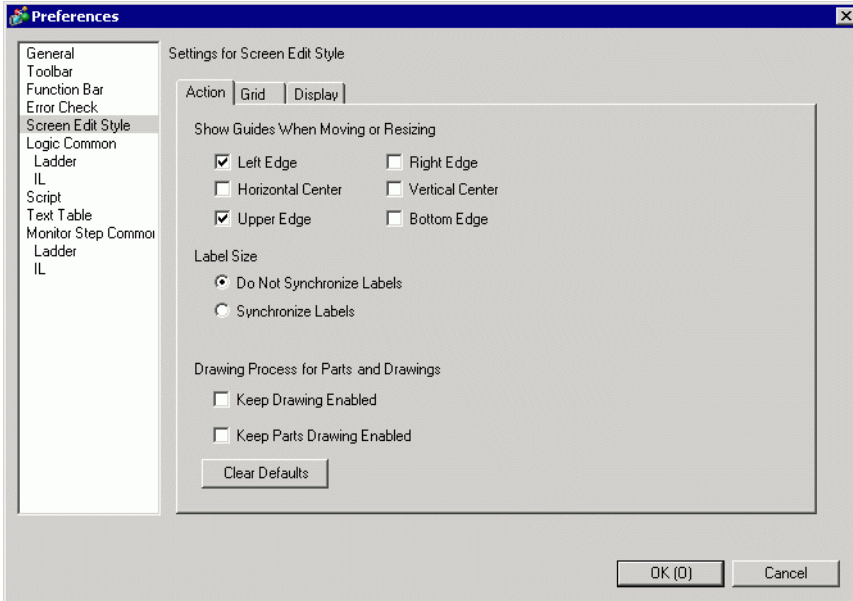 Preferences
General
Toolbar
Function Bar
Error Check
Screen Edit Style
Logic Common
Ladder
IL
Script
Text Table
Monitor Step Common
Ladder
IL
Settings for Screen Edit Style
Action Grid Display
Show Guides When Moving or Resizing
Left Edge Right Edge
Horizontal Center Vertical Center
Upper Edge Bottom Edge
Label Size
Do Not Synchronize Labels
Synchronize Labels
Drawing Process for Parts and Drawings
Keep Drawing Enabled
Keep Parts Drawing Enabled
Clear Defaults
OK (O) Cancel